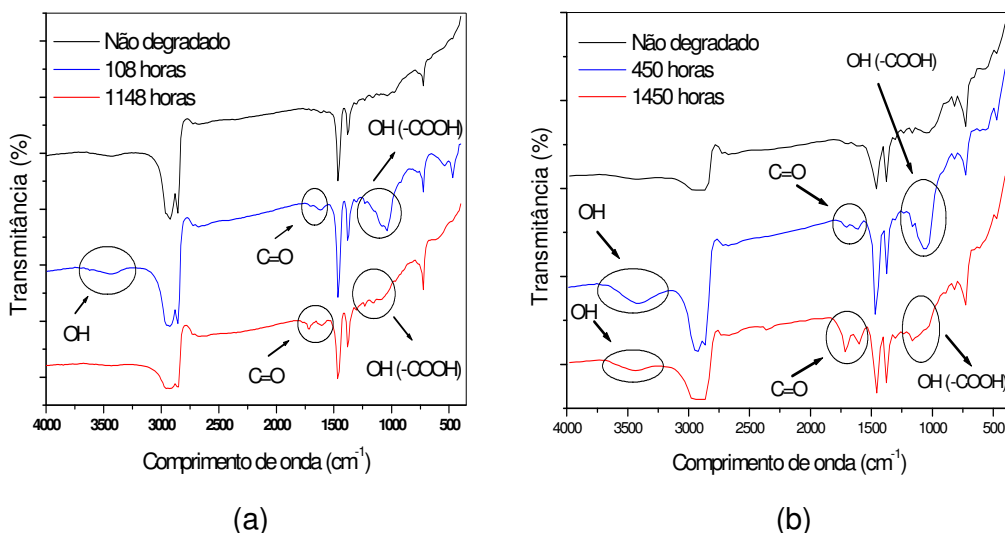 (a)
Não degradado
108 horas
1148 horas
OH (-COOH)
C=O
OH
C=O
OH (-COOH)
Transmitância (%)
4000 3500 3000 2500 2000 1500 1000 500
Comprimento de onda (cm⁻¹)
(a)
(b)
Não degradado
450 horas
1450 horas
OH (-COOH)
C=O
OH
OH
C=O
OH (-COOH)
Transmitância (%)
4000 3500 3000 2500 2000 1500 1000 500
Comprimento de onda (cm⁻¹)
(b)